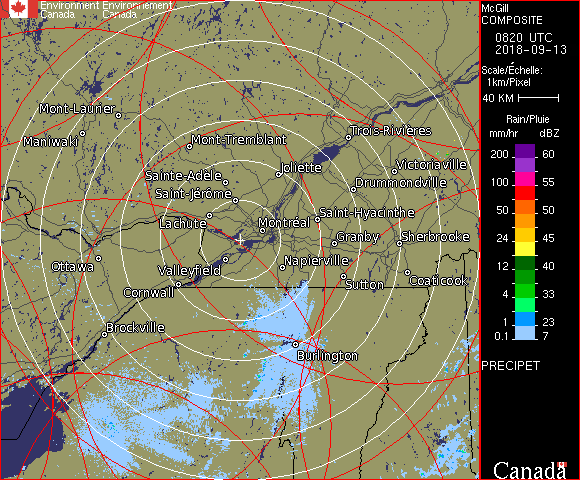 Environment Environnement
Canada Canada
McGill
COMPOSITE
0820 UTC
2018-09-13
Scale/Échelle:
1km/Pixel
40 KM
Rain/Pluie
mm/hr dBZ
200 60
150 57
100 55
50 50
24 45
12 40
4 33
1 23
0.1 7
PRECIPET
Canada
Mont-Laurier
Trois-Rivières
Maniwaki
Mont-Tremblant
Joliette
Victoriaville
Sainte-Adèle
Drummondville
Saint-Jérôme
Saint-Hyacinthe
Lachute
Montréal
Granby
Sherbrooke
Ottawa
Valleyfield
Napierville
Sutton
Coaticook
Cornwall
Brockville
Burlington